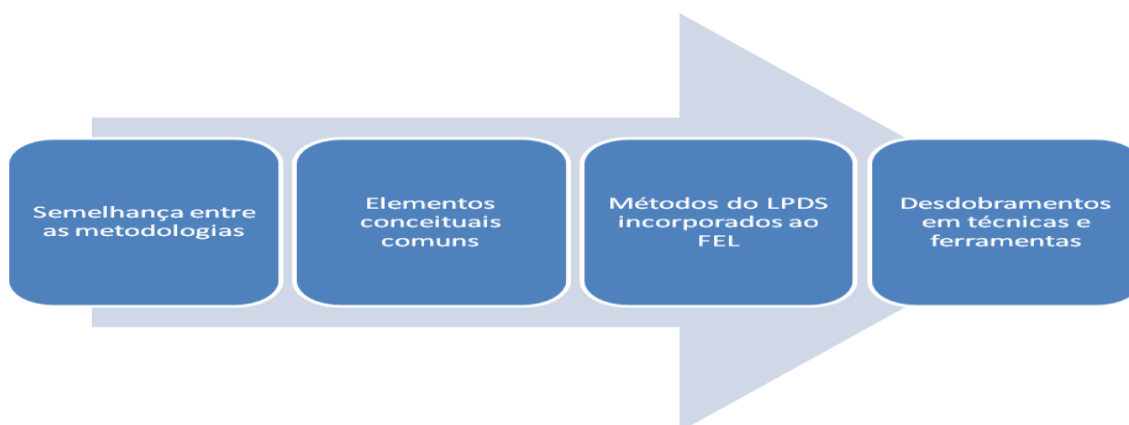 Semelhança entre
as metodologias
Elementos
conceituais
comuns
Métodos do LPDS
incorporados ao
FEL
Desdobramentos
em técnicas e
ferramentas